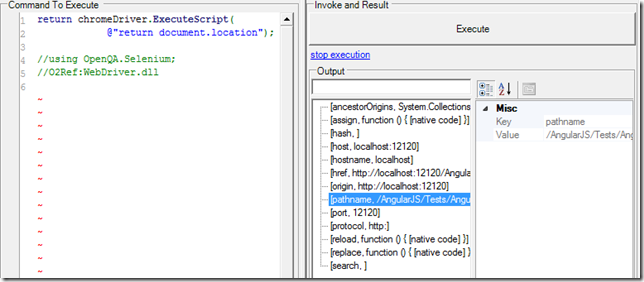 Command To Execute
1 return chromeDriver.ExecuteScript(
2 @"return document.location");
3
4 //using OpenQA.Selenium;
5 //O2Ref:WebDriver.dll
6
~
~
~
~
~
~
~
~
~
~
~
Invoke and Result
Execute
stop execution
Output
[ancestorOrigins, System.Collections
[assign, function () { [native code] }]
[hash, ]
[host, localhost:12120]
[hostname, localhost]
[href, http://localhost:12120/Angula
[origin, http://localhost:12120]
[pathname, /AngularJS/Tests/Angu
[port, 12120]
[protocol, http:]
[reload, function () { [native code] }]
[replace, function () { [native code] }
[search, ]
Misc
Key pathname
Value /AngularJS/Tests/An